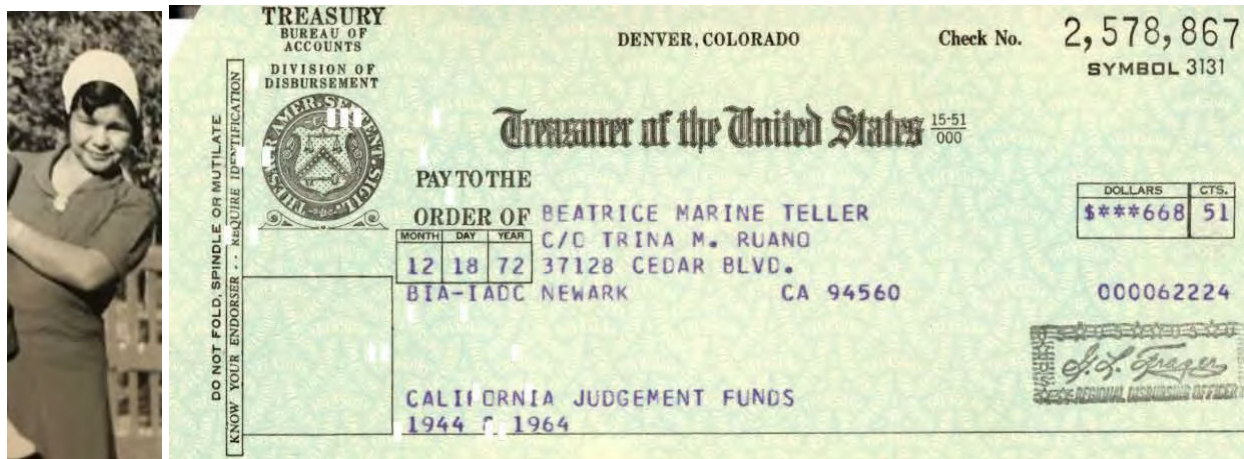 TREASURY
BUREAU OF
ACCOUNTS
DIVISION OF
DISBURSEMENT
DENVER, COLORADO
Check No. 2,578,867
SYMBOL 3131
Treasurer of the United States 15-51
000
DO NOT FOLD, SPINDLE OR MUTILATE
KNOW YOUR ENDORSER -- REQUIRE IDENTIFICATION
PAY TO THE
ORDER OF BEATRICE MARINE TELLER
DOLLARS CTS.
$***668 51
MONTH DAY YEAR
C/O TRINA M. RUANO
12 18 72 37128 CEDAR BLVD.
BIA-IADC NEWARK CA 94560 000062224
REGIONAL DISBURSING OFFICER
CALIFORNIA JUDGEMENT FUNDS
1944 1964